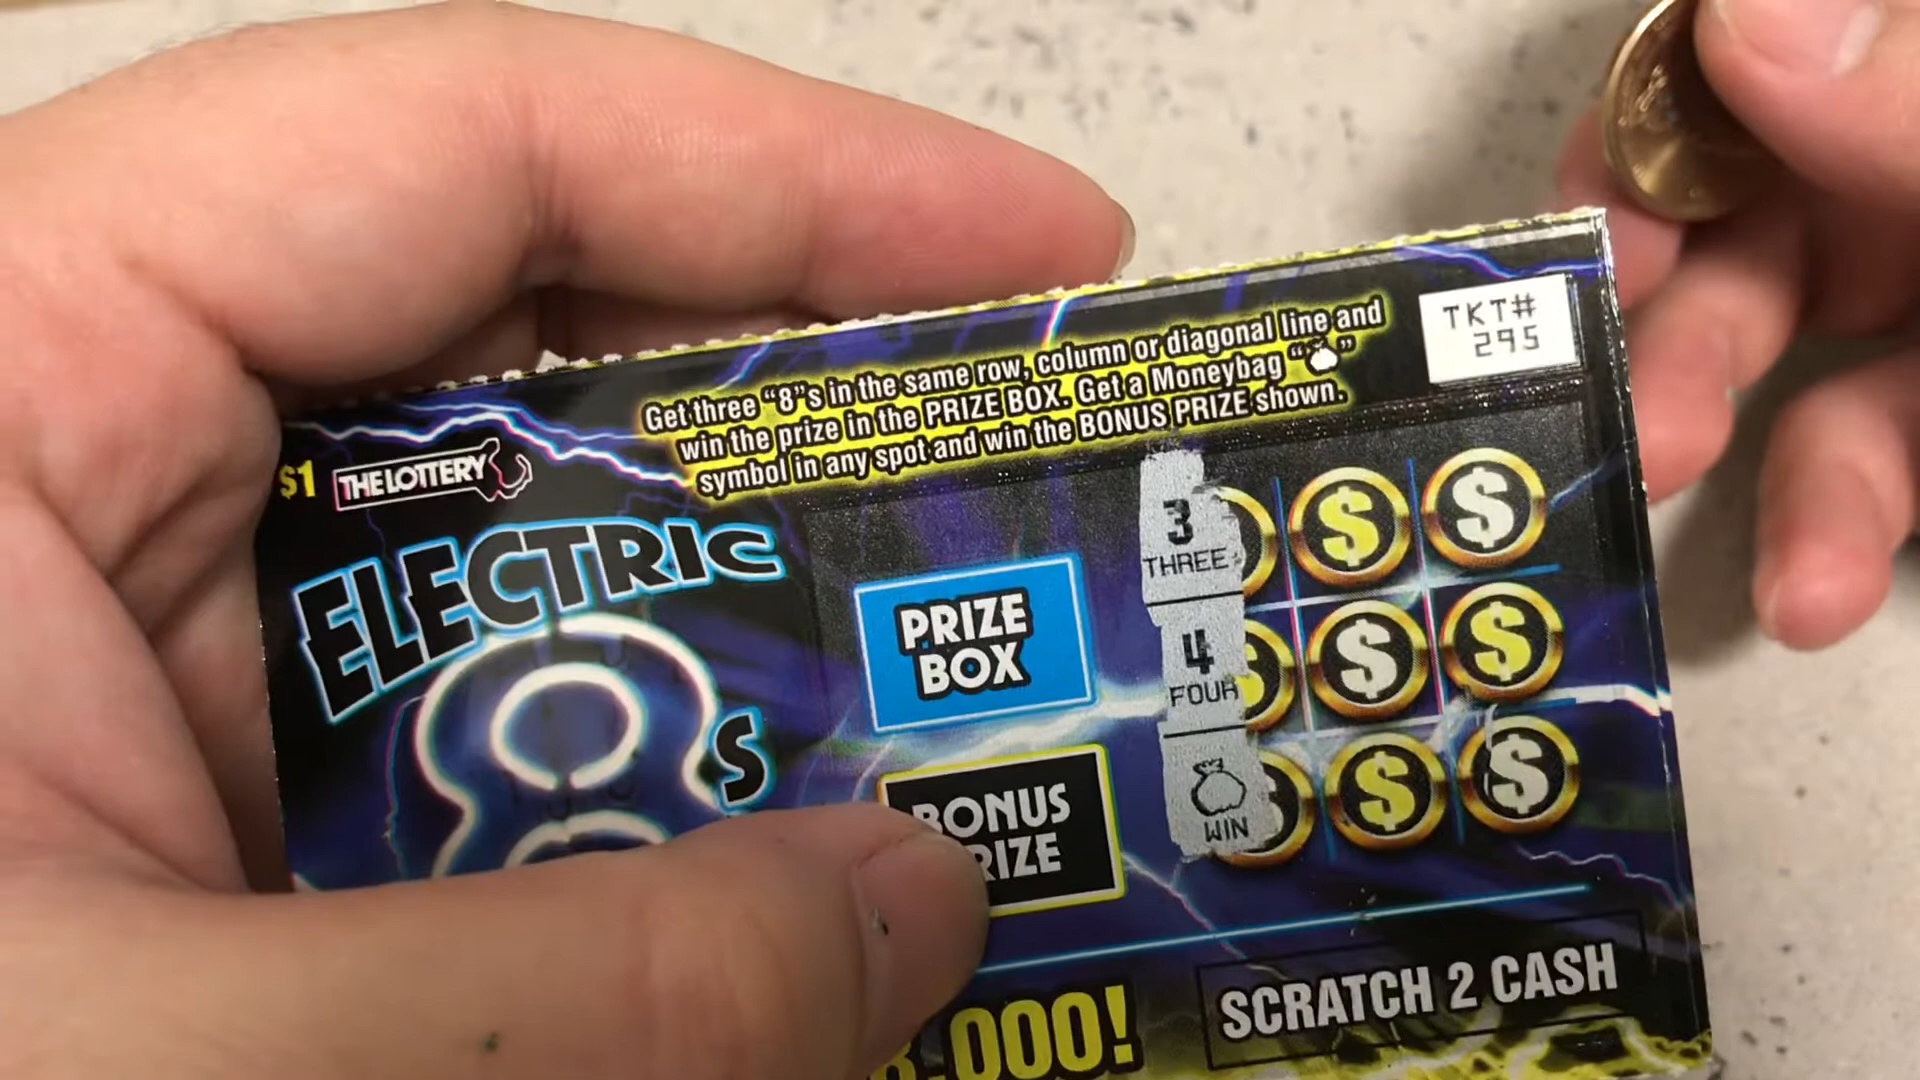 TKT#
295
Get three “8”s in the same row, column or diagonal line and
win the prize in the PRIZE BOX. Get a Moneybag “ ”
symbol in any spot and win the BONUS PRIZE shown.
$1 THE LOTTERY
ELECTRIC
8s
PRIZE
BOX
BONUS
PRIZE
3
THREE
4
FOUR
WIN
$ $
$ $ $
$ $ $
8,000!
SCRATCH 2 CASH